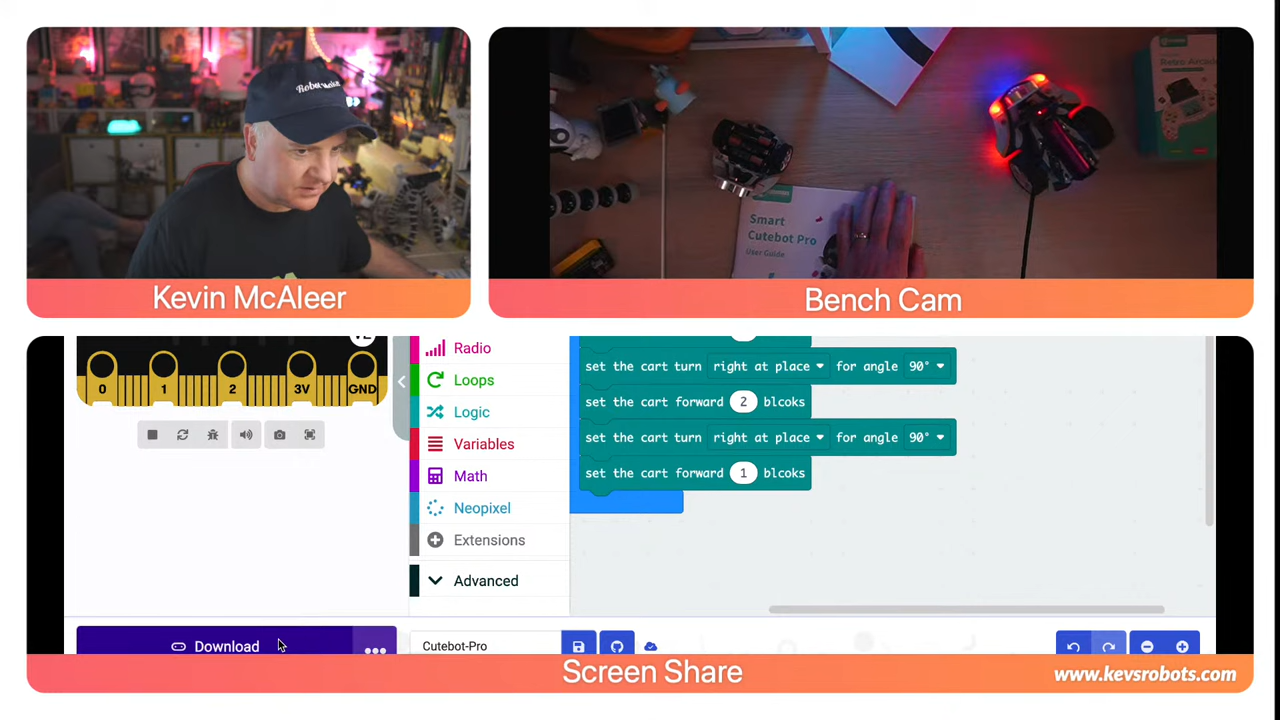 Kevin McAleer
Smart
Cutebot Pro
User Guide
Retro Arcade
Bench Cam
0
1
2
3V
GND
Radio
Loops
Logic
Variables
Math
Neopixel
Extensions
Advanced
set the cart turn right at place for angle 90°
set the cart forward 2 blcoks
set the cart turn right at place for angle 90°
set the cart forward 1 blcoks
Download
Cutebot-Pro
Screen Share
www.kevsrobots.com